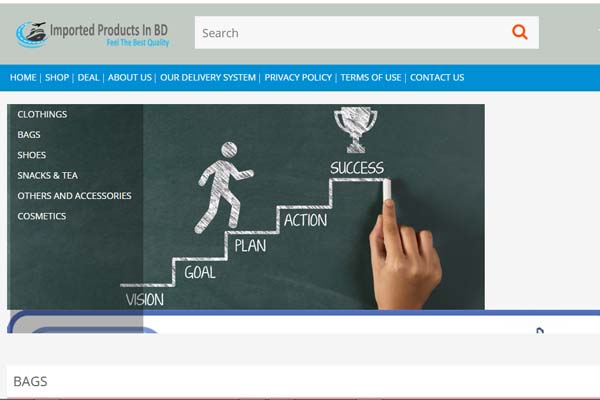 Imported Products In BD
Feel The Best Quality
Search
HOME | SHOP | DEAL | ABOUT US | OUR DELIVERY SYSTEM | PRIVACY POLICY | TERMS OF USE | CONTACT US
CLOTHINGS
BAGS
SHOES
SNACKS & TEA
OTHERS AND ACCESSORIES
COSMETICS
SUCCESS
ACTION
PLAN
GOAL
VISION
BAGS